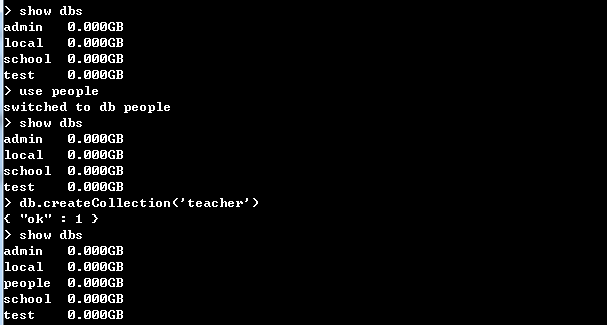 > show dbs
admin   0.000GB
local   0.000GB
school  0.000GB
test    0.000GB
> use people
switched to db people
> show dbs
admin   0.000GB
local   0.000GB
school  0.000GB
test    0.000GB
> db.createCollection('teacher')
{ "ok" : 1 }
> show dbs
admin   0.000GB
local   0.000GB
people  0.000GB
school  0.000GB
test    0.000GB